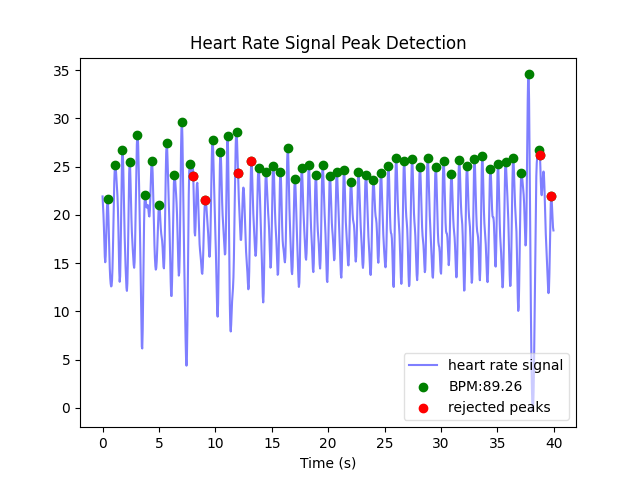 Heart Rate Signal Peak Detection
35
30
25
20
15
10
5
0
heart rate signal
BPM:89.26
rejected peaks
0 5 10 15 20 25 30 35 40
Time (s)